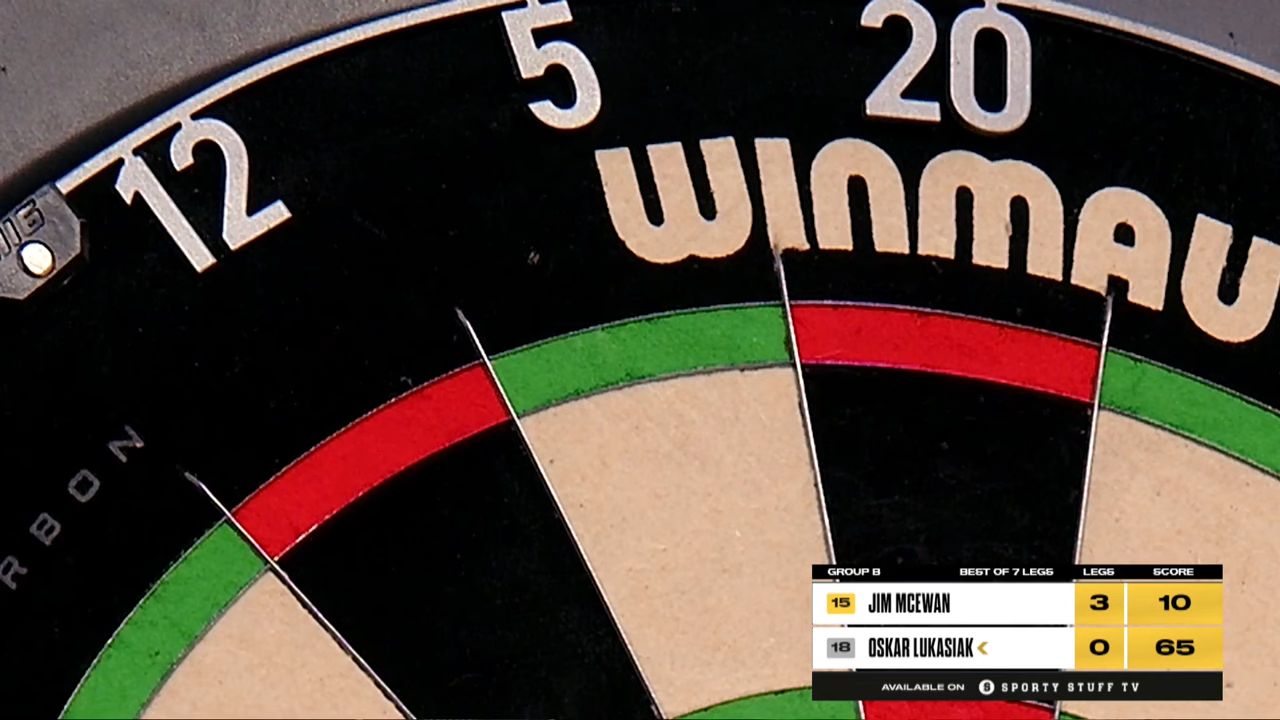 5
20
12
WINMAU
RBON
GROUP B BEST OF 7 LEGS LEGS SCORE
15 JIM MCEWAN 3 10
18 OSKAR LUKASIAK 0 65
AVAILABLE ON S SPORTY STUFF TV